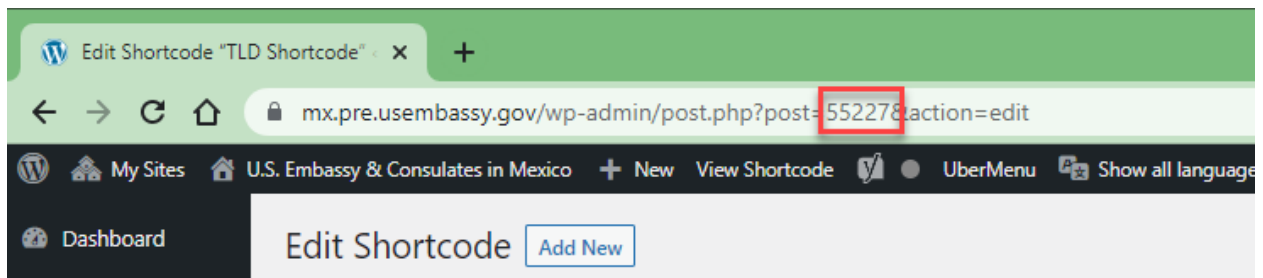 Edit Shortcode "TLD Shortcode"
mx.pre.usembassy.gov/wp-admin/post.php?post=55227&action=edit
My Sites U.S. Embassy & Consulates in Mexico + New View Shortcode UberMenu Show all language
Dashboard
Edit Shortcode Add New